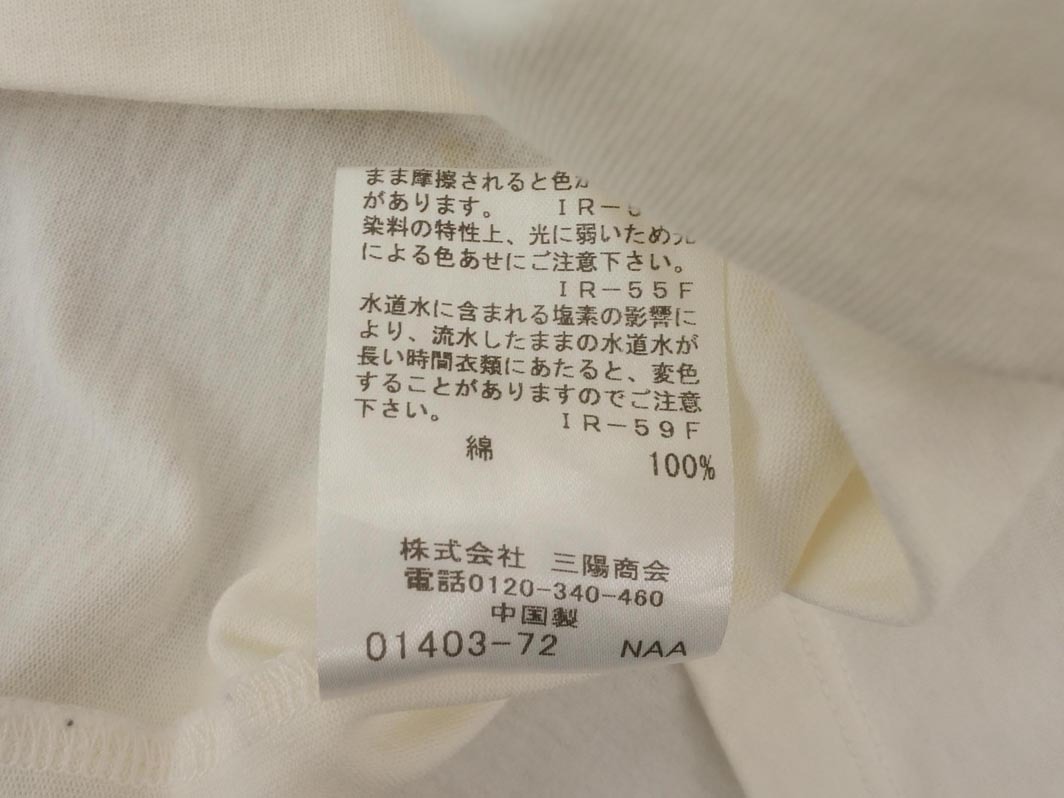 まま摩擦されると色
があります。 IR-5
染料の特性上、光に弱いため光
による色あせにご注意下さい。
IR-55F
水道水に含まれる塩素の影響に
より、流水したままの水道水が
長い時間衣類にあたると、変色
することがありますのでご注意
下さい。 IR-59F
綿 100%
株式会社 三陽商会
電話0120-340-460
中国製
01403-72 NAA